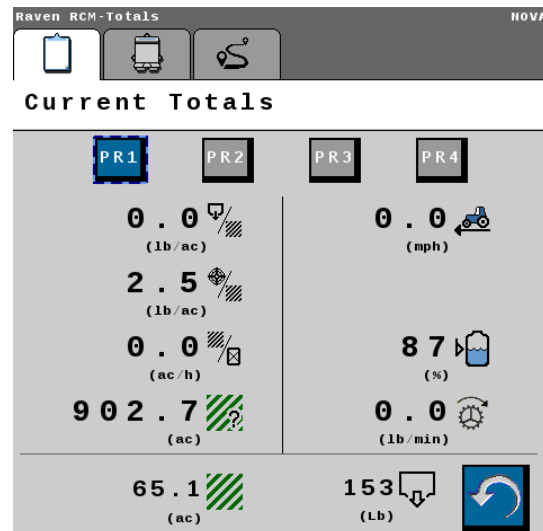 Raven RCM-Totals NOVA
Current Totals
PR1 PR2 PR3 PR4
0.0 0.0
(lb/ac) (mph)
2.5
(lb/ac)
0.0 87
(ac/h) (%)
902.7 ? 0.0
(ac) (lb/min)
65.1 153
(ac) (Lb)